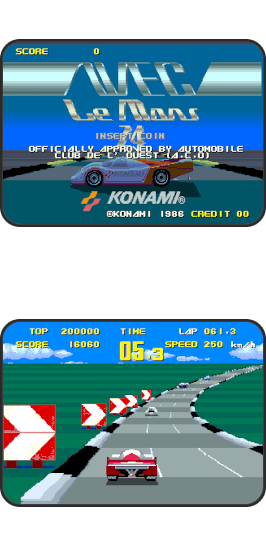 SCORE 0
AVEC
Le Mans
24
INSERT COIN
OFFICIALLY APPROVED BY AUTOMOBILE
CLUB DE L'OUEST (A.C.O)
KONAMI®
©KONAMI 1986 CREDIT 00
TOP 200000 TIME LAP 061.3
SCORE 16060 05.3 SPEED 250 km/h